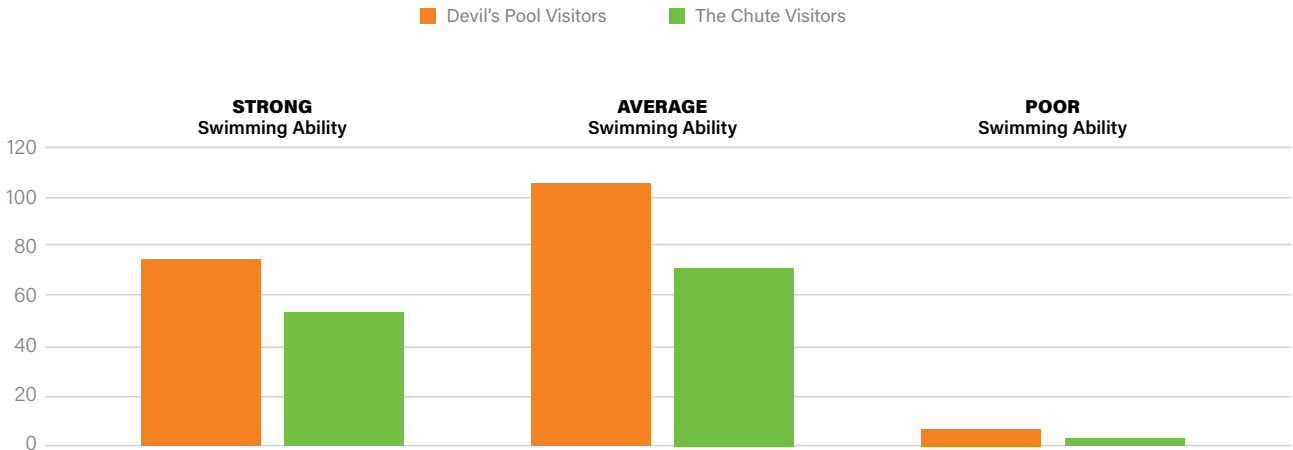 Devil’s Pool Visitors
The Chute Visitors
STRONG
Swimming Ability
AVERAGE
Swimming Ability
POOR
Swimming Ability
120
100
80
60
40
20
0